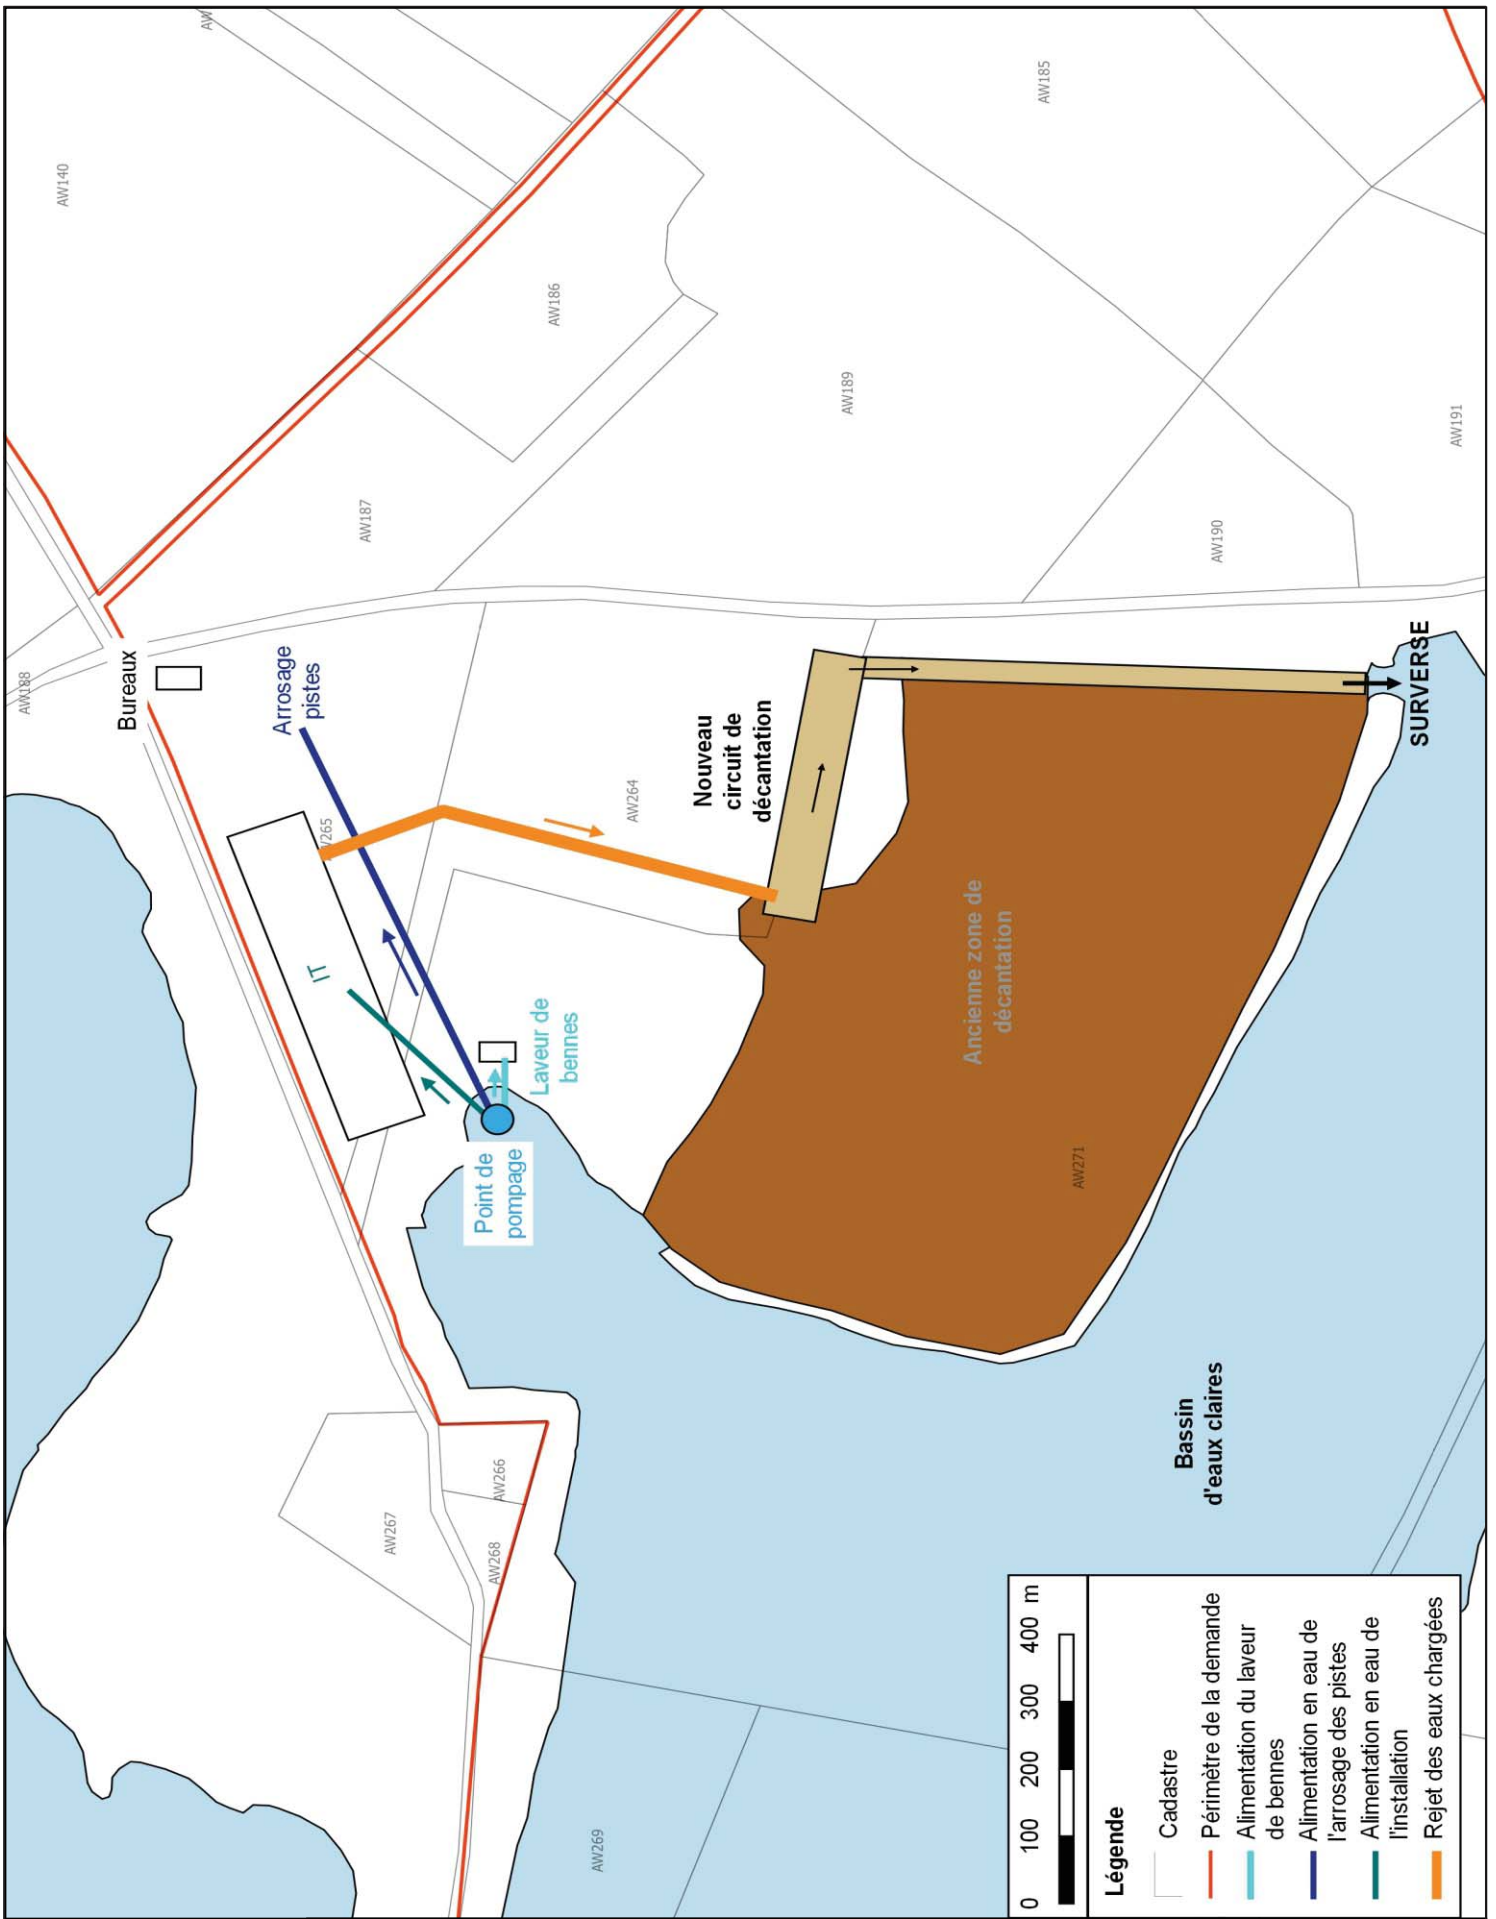 AW188
AW140
AW
Bureaux
Arrosage
pistes
AW187
AW186
AW185
AW189
AW190
AW191
IT
AW264
Nouveau
circuit de
décantation
Laveur de
bennes
Point de
pompage
Ancienne zone de
décantation
AW271
SURVERSE
Bassin
d'eaux claires
AW267
AW266
AW268
AW269
0 100 200 300 400 m
Légende
Cadastre
Périmètre de la demande
Alimentation du laveur
de bennes
Alimentation en eau de
l'arrosage des pistes
Alimentation en eau de
l'installation
Rejet des eaux chargées